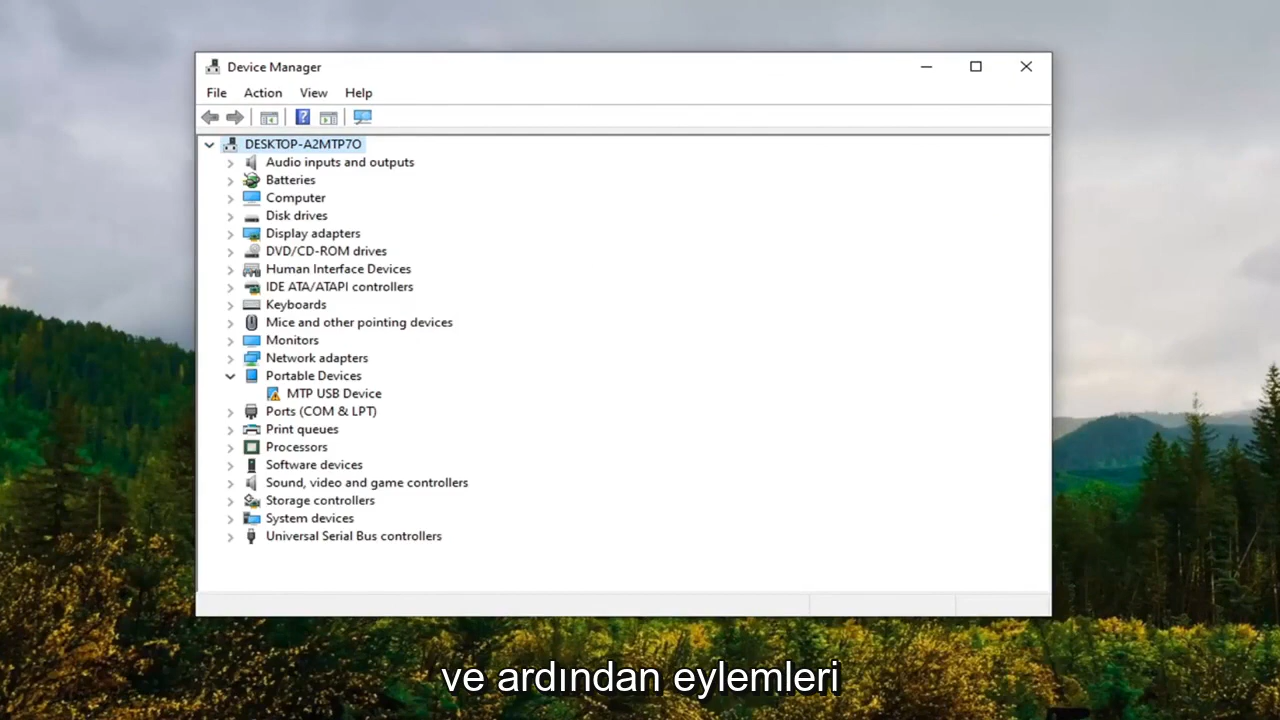 Device Manager
File Action View Help
DESKTOP-A2MTP7O
Audio inputs and outputs
Batteries
Computer
Disk drives
Display adapters
DVD/CD-ROM drives
Human Interface Devices
IDE ATA/ATAPI controllers
Keyboards
Mice and other pointing devices
Monitors
Network adapters
Portable Devices
MTP USB Device
Ports (COM & LPT)
Print queues
Processors
Software devices
Sound, video and game controllers
Storage controllers
System devices
Universal Serial Bus controllers
ve ardından eylemleri